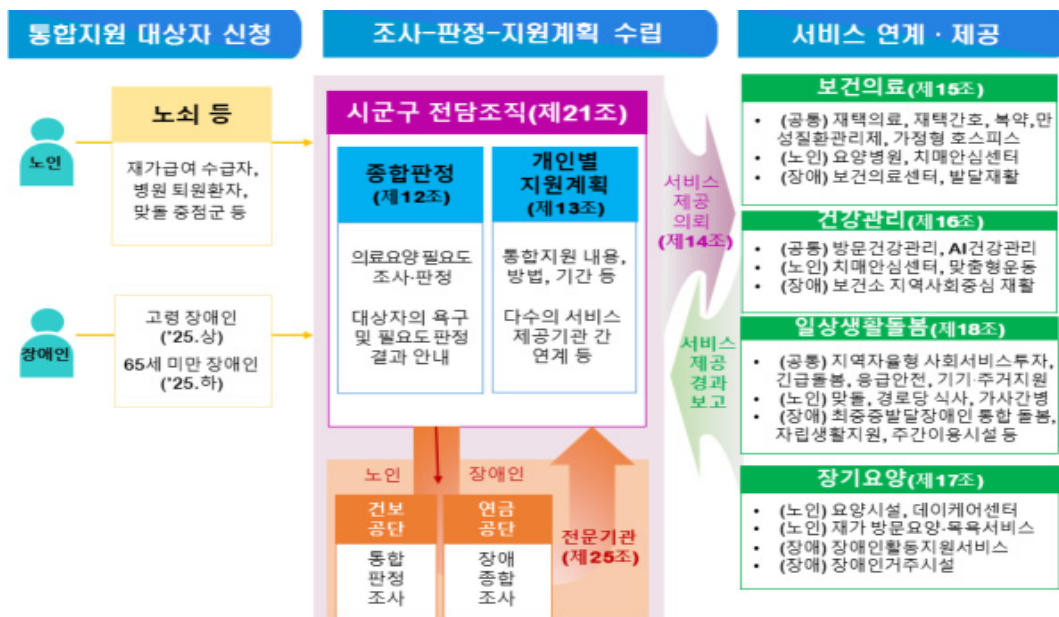 통합지원 대상자 신청
조사-판정-지원계획 수립
서비스 연계 · 제공
노인
노쇠 등
재가급여 수급자,
병원 퇴원환자,
맞돌 중점군 등
장애인
고령 장애인
('25.상)
65세 미만 장애인
('25.하)
시군구 전담조직(제21조)
종합판정
(제12조)
의료요양 필요도
조사·판정
대상자의 욕구
및 필요도 판정
결과 안내
개인별
지원계획
(제13조)
통합지원 내용,
방법, 기간 등
다수의 서비스
제공기관 간
연계 등
노인
장애인
건보
공단
통합
판정
조사
연금
공단
장애
종합
조사
전문기관
(제25조)
서비스
제공
의뢰
(제14조)
서비스
제공
경과
보고
보건의료(제15조)
• (공통) 재택의료, 재택간호, 복약,만
성질환관리제, 가정형 호스피스
• (노인) 요양병원, 치매안심센터
• (장애) 보건의료센터, 발달재활
건강관리(제16조)
• (공통) 방문건강관리, AI건강관리
• (노인) 치매안심센터, 맞춤형운동
• (장애) 보건소 지역사회중심 재활
일상생활돌봄(제18조)
• (공통) 지역자율형 사회서비스투자,
긴급돌봄, 응급안전, 기기·주거지원
• (노인) 맞돌, 경로당 식사, 가사간병
• (장애) 최중증발달장애인 통합 돌봄,
자립생활지원, 주간이용시설 등
장기요양(제17조)
• (노인) 요양시설, 데이케어센터
• (노인) 재가 방문요양·목욕서비스
• (장애) 장애인활동지원서비스
• (장애) 장애인거주시설